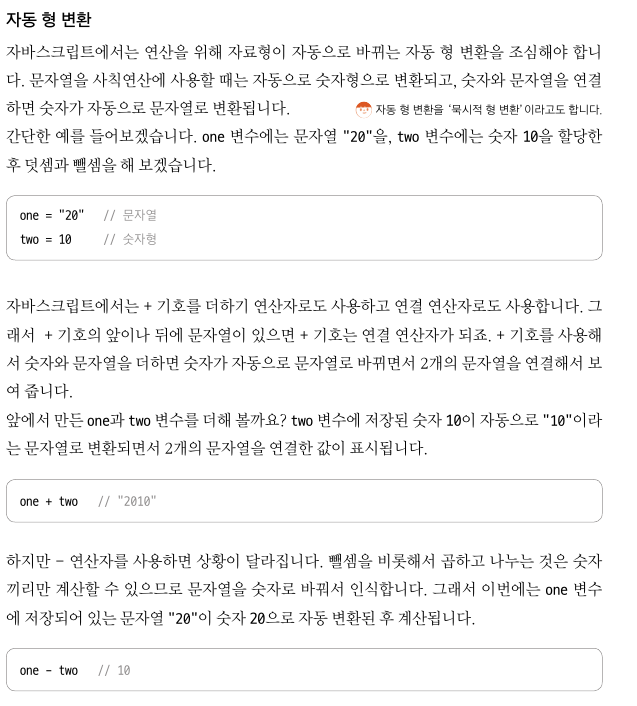 자동 형 변환
자바스크립트에서는 연산을 위해 자료형이 자동으로 바뀌는 자동 형 변환을 조심해야 합니
다. 문자열을 사칙연산에 사용할 때는 자동으로 숫자형으로 변환되고, 숫자와 문자열을 연결
하면 숫자가 자동으로 문자열로 변환됩니다.
자동 형 변환을 '묵시적 형 변환'이라고도 합니다.
간단한 예를 들어보겠습니다. one 변수에는 문자열 "20"을, two 변수에는 숫자 10을 할당한
후 덧셈과 뺄셈을 해 보겠습니다.
one = "20" // 문자열
two = 10 // 숫자형
자바스크립트에서는 + 기호를 더하기 연산자로도 사용하고 연결 연산자로도 사용합니다. 그
래서 + 기호의 앞이나 뒤에 문자열이 있으면 + 기호는 연결 연산자가 되죠. + 기호를 사용해
서 숫자와 문자열을 더하면 숫자가 자동으로 문자열로 바뀌면서 2개의 문자열을 연결해서 보
여 줍니다.
앞에서 만든 one과 two 변수를 더해 볼까요? two 변수에 저장된 숫자 10이 자동으로 "10"이라
는 문자열로 변환되면서 2개의 문자열을 연결한 값이 표시됩니다.
one + two // "2010"
하지만 - 연산자를 사용하면 상황이 달라집니다. 뺄셈을 비롯해서 곱하고 나누는 것은 숫자
끼리만 계산할 수 있으므로 문자열을 숫자로 바꿔서 인식합니다. 그래서 이번에는 one 변수
에 저장되어 있는 문자열 "20"이 숫자 20으로 자동 변환된 후 계산됩니다.
one - two // 10